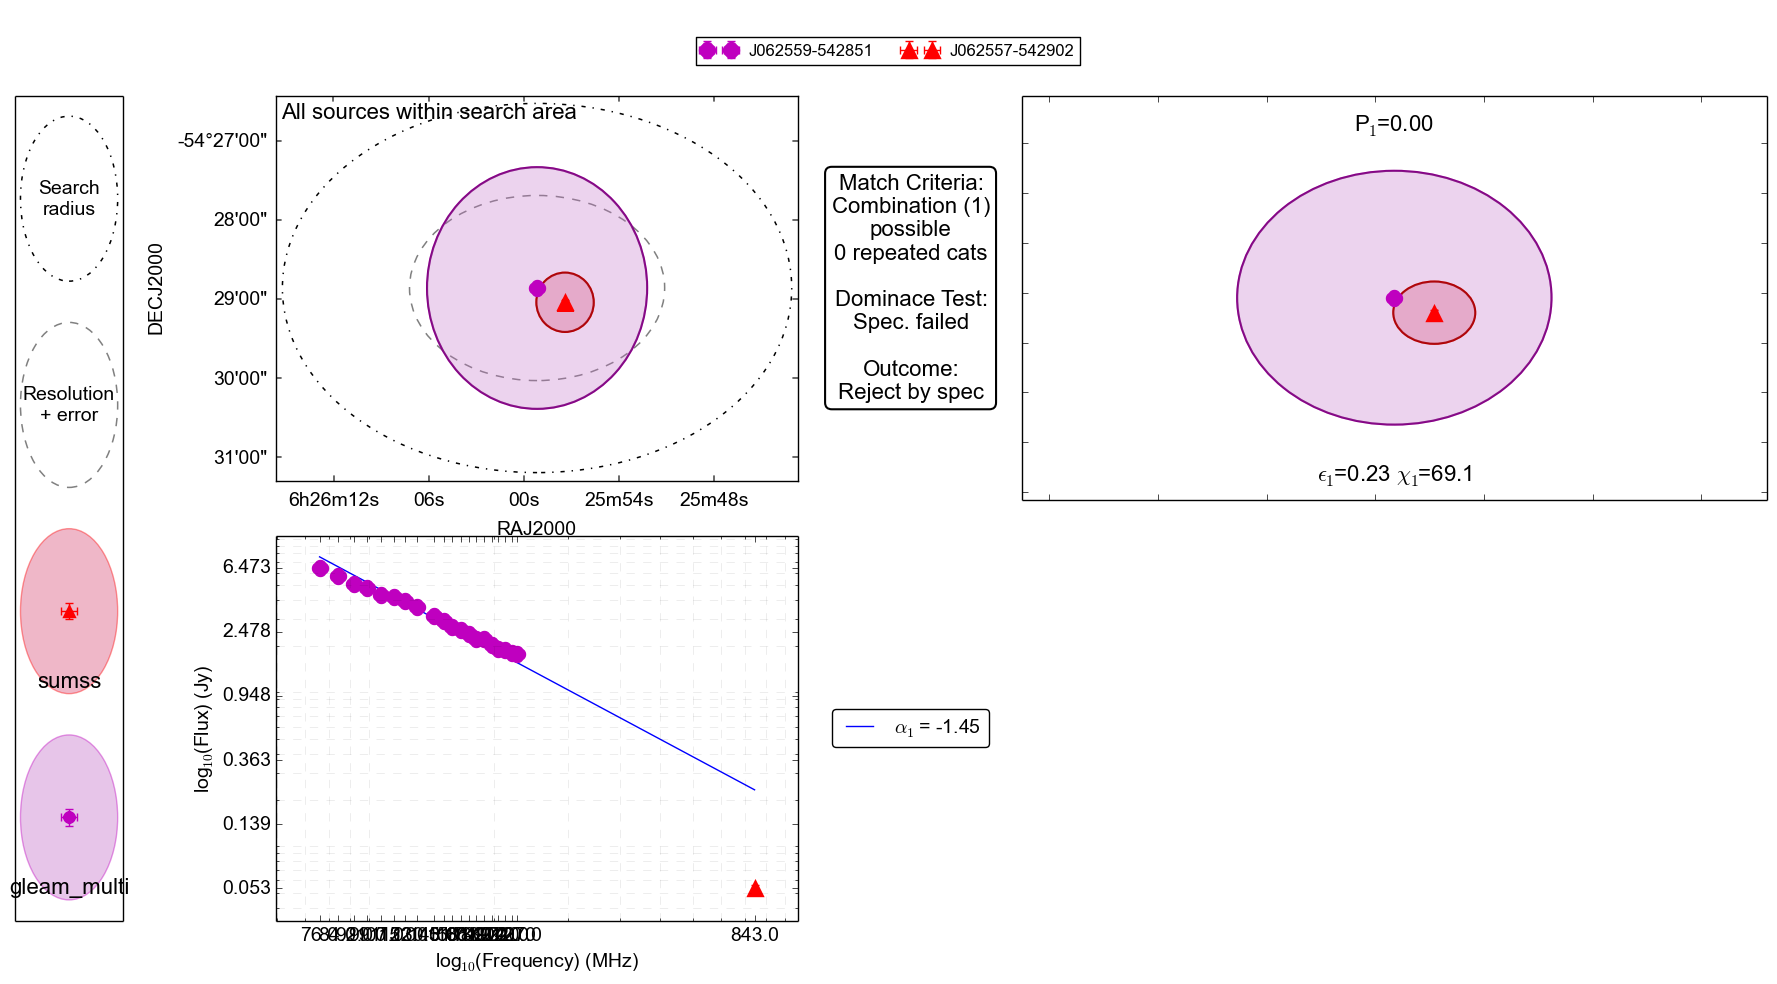 J062559-542851 J062557-542902
Search
radius
Resolution
+ error
sumss
gleam_multi
All sources within search area
DECJ2000
-54°27'00"
28'00"
29'00"
30'00"
31'00"
6h26m12s 06s 00s 25m54s 25m48s
RAJ2000
Match Criteria:
Combination (1)
possible
0 repeated cats
Dominace Test:
Spec. failed
Outcome:
Reject by spec
P₁=0.00
ϵ₁=0.23 χ₁=69.1
log₁₀(Flux) (Jy)
6.473
2.478
0.948
0.363
0.139
0.053
843.0
log₁₀(Frequency) (MHz)
α₁ = -1.45